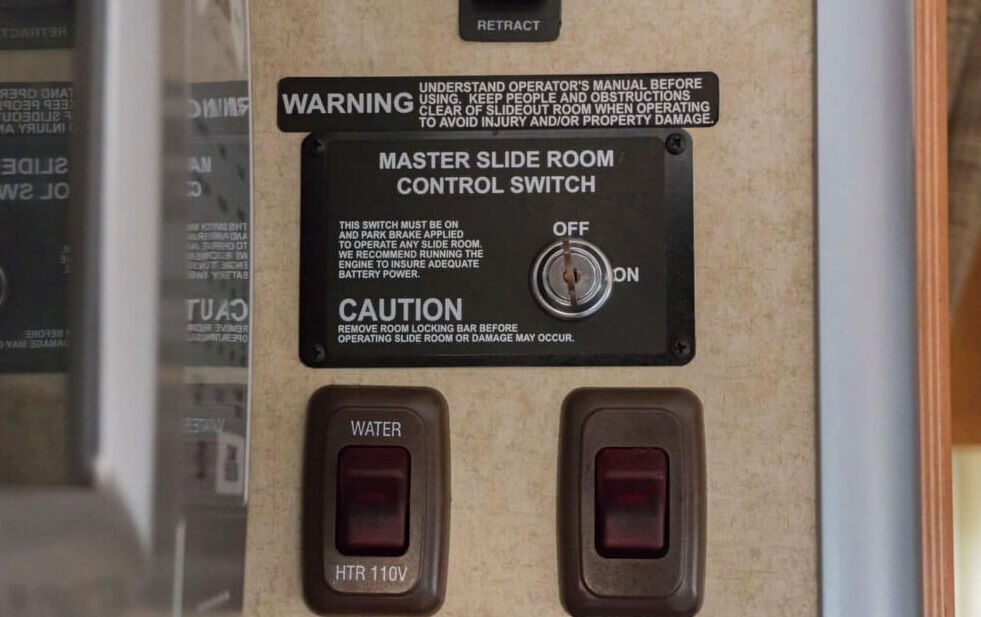 RETRACT
WARNING
UNDERSTAND OPERATOR'S MANUAL BEFORE
USING. KEEP PEOPLE AND OBSTRUCTIONS
CLEAR OF SLIDEOUT ROOM WHEN OPERATING
TO AVOID INJURY AND/OR PROPERTY DAMAGE.
MASTER SLIDE ROOM
CONTROL SWITCH
THIS SWITCH MUST BE ON
AND PARK BRAKE APPLIED
TO OPERATE ANY SLIDE ROOM.
WE RECOMMEND RUNNING THE
ENGINE TO INSURE ADEQUATE
BATTERY POWER.
OFF
ON
CAUTION
REMOVE ROOM LOCKING BAR BEFORE
OPERATING SLIDE ROOM OR DAMAGE MAY OCCUR.
WATER
HTR 110V